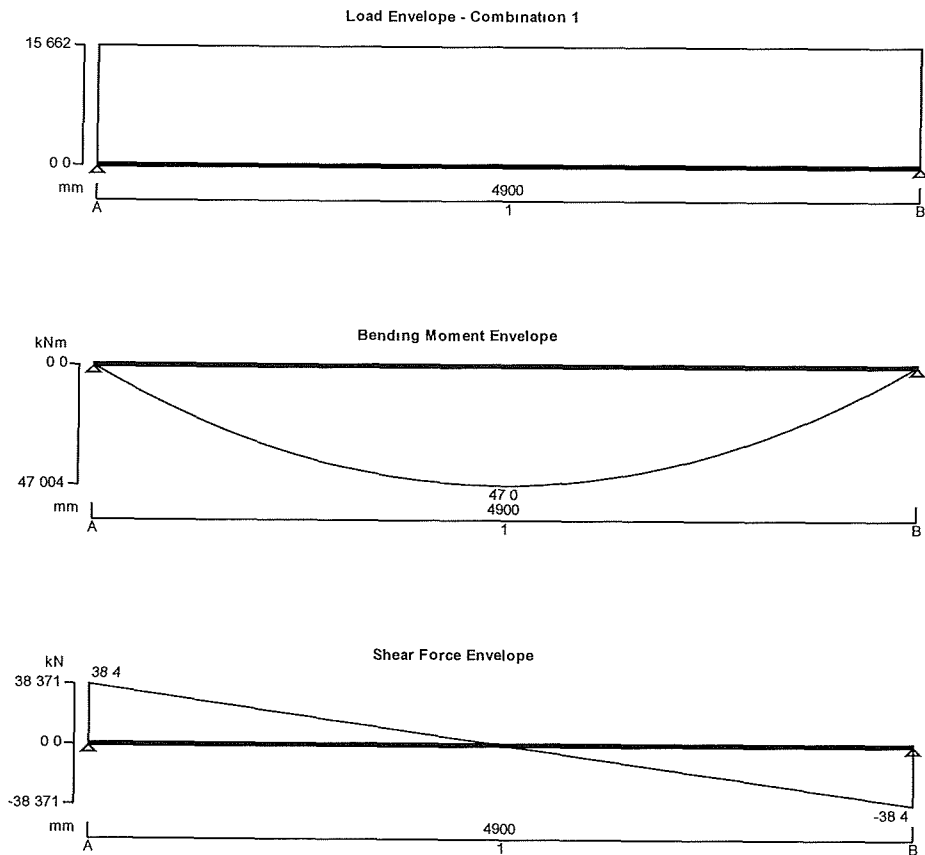 Load Envelope - Combination 1
15 662
0 0
mm
4900
A
1
B
Bending Moment Envelope
kNm
0 0
47 004
47 0
mm
4900
A
1
B
Shear Force Envelope
kN
38 4
38 371
0 0
-38 371
-38 4
mm
4900
A
1
B